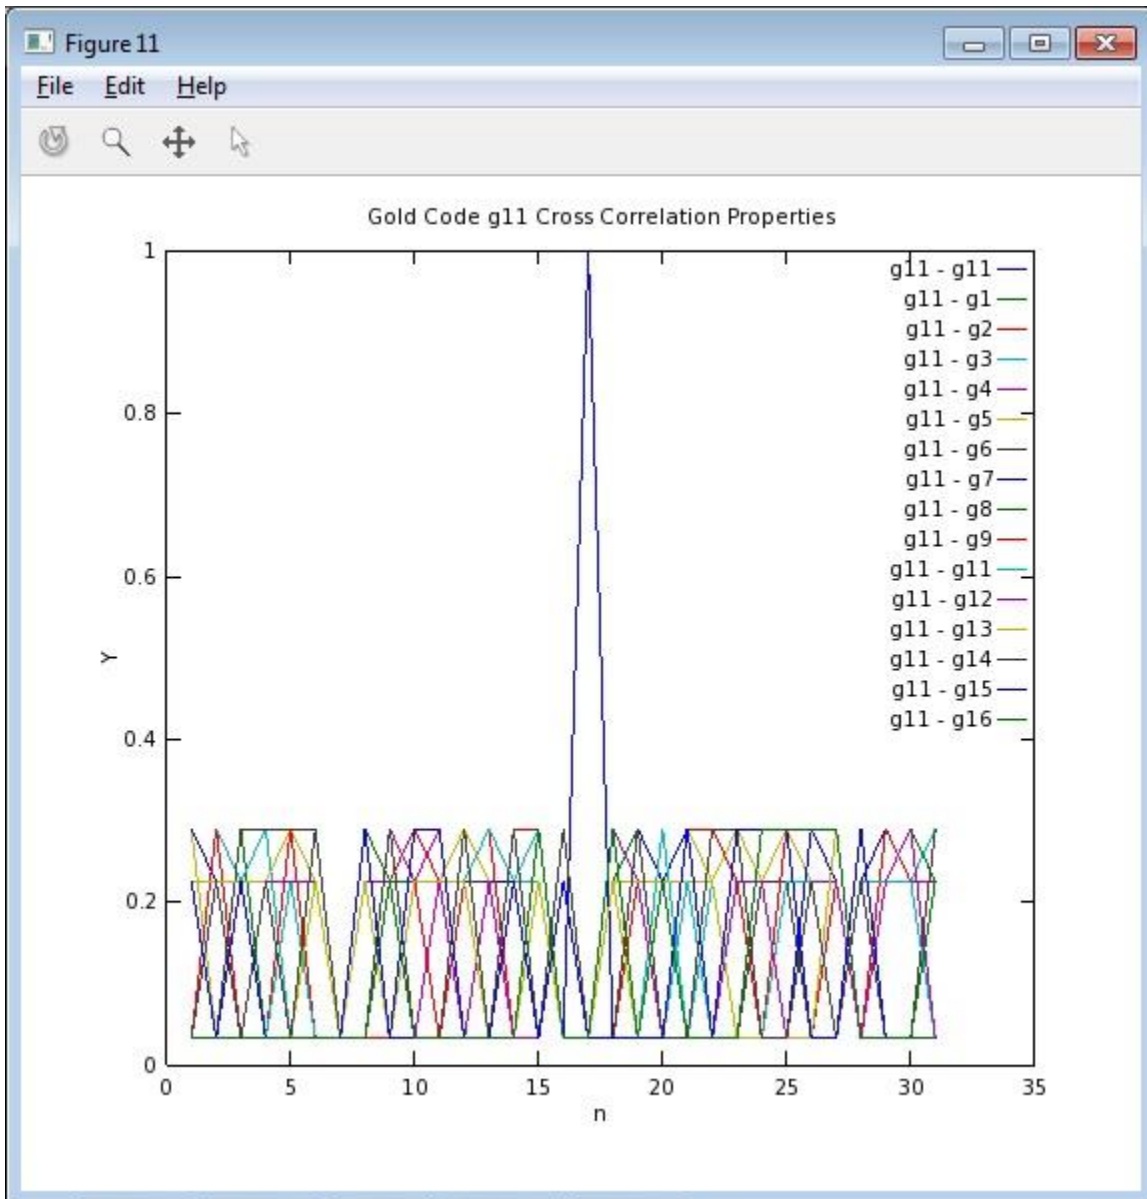 Figure 11
File Edit Help
Gold Code g11 Cross Correlation Properties
1
0.8
0.6
0.4
0.2
0
Y
g11 - g11
g11 - g1
g11 - g2
g11 - g3
g11 - g4
g11 - g5
g11 - g6
g11 - g7
g11 - g8
g11 - g9
g11 - g11
g11 - g12
g11 - g13
g11 - g14
g11 - g15
g11 - g16
0 5 10 15 20 25 30 35
n